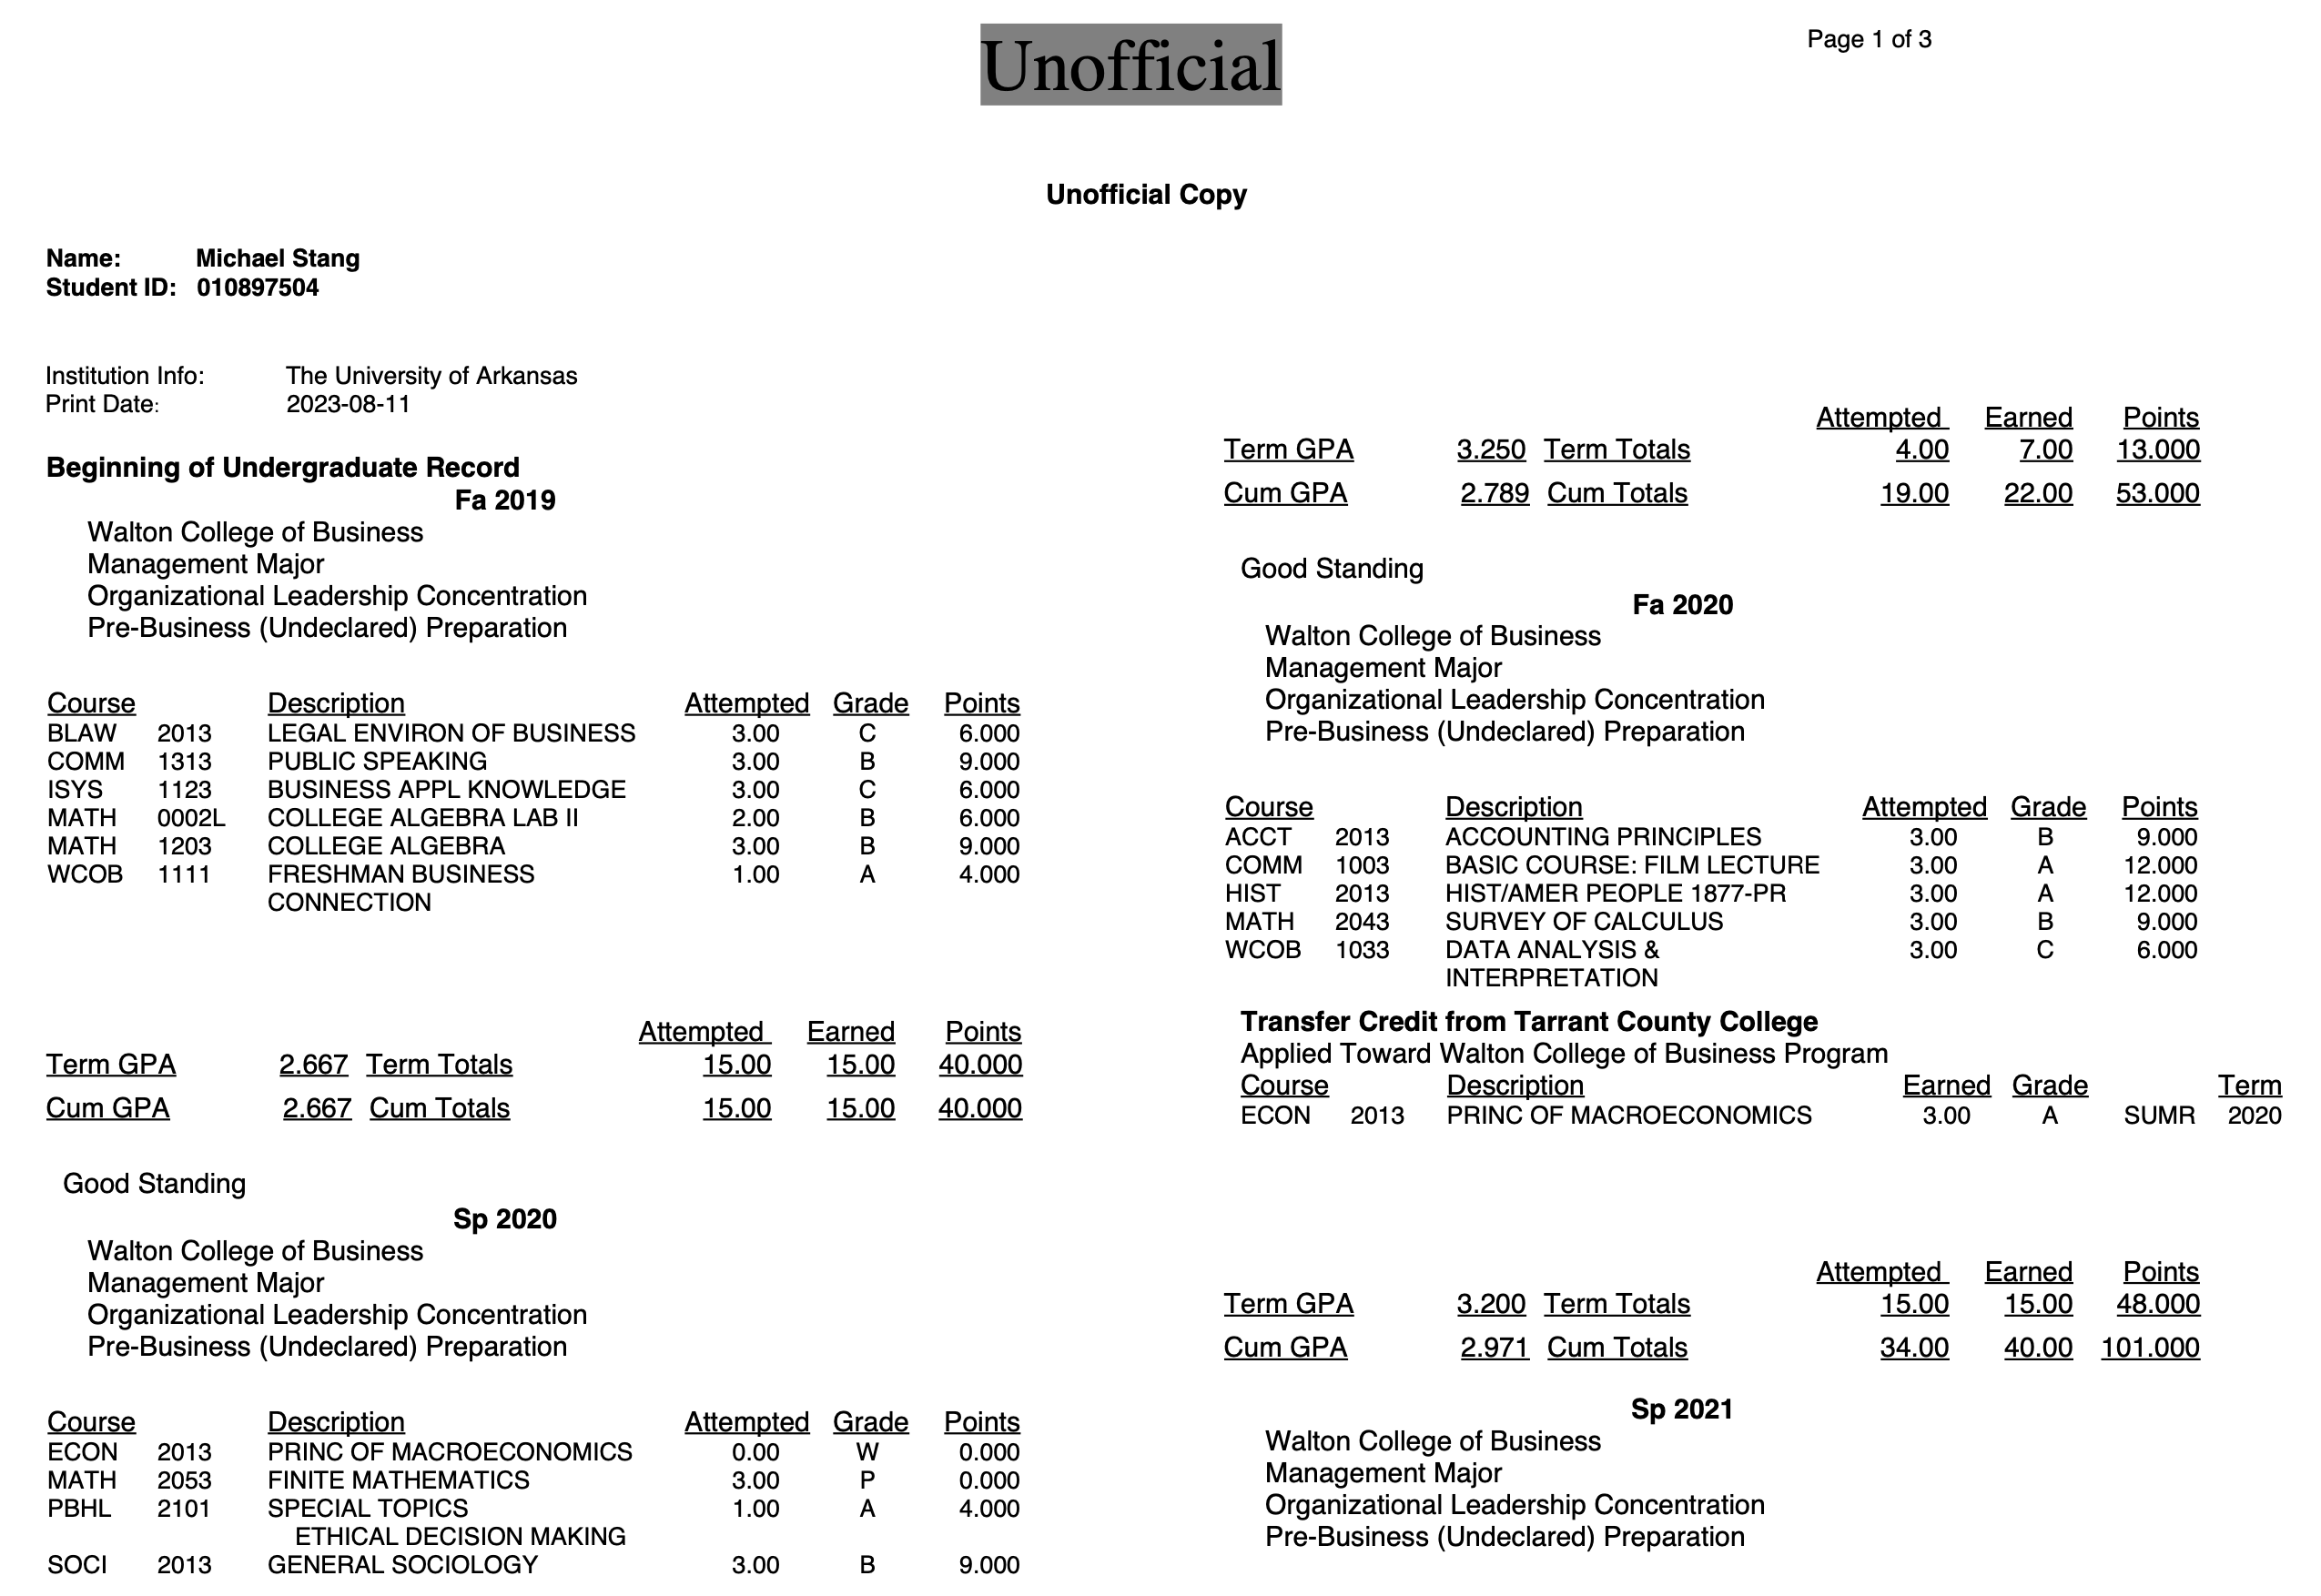 Unofficial
Page 1 of 3
Unofficial Copy
Name: Michael Stang
Student ID: 010897504
Institution Info: The University of Arkansas
Print Date: 2023-08-11
Beginning of Undergraduate Record
Fa 2019
Walton College of Business
Management Major
Organizational Leadership Concentration
Pre-Business (Undeclared) Preparation
Course Description Attempted Grade Points
BLAW 2013 LEGAL ENVIRON OF BUSINESS 3.00 C 6.000
COMM 1313 PUBLIC SPEAKING 3.00 B 9.000
ISYS 1123 BUSINESS APPL KNOWLEDGE 3.00 C 6.000
MATH 0002L COLLEGE ALGEBRA LAB II 2.00 B 6.000
MATH 1203 COLLEGE ALGEBRA 3.00 B 9.000
WCOB 1111 FRESHMAN BUSINESS 1.00 A 4.000
CONNECTION
Attempted Earned Points
Term GPA 2.667 Term Totals 15.00 15.00 40.000
Cum GPA 2.667 Cum Totals 15.00 15.00 40.000
Good Standing
Sp 2020
Walton College of Business
Management Major
Organizational Leadership Concentration
Pre-Business (Undeclared) Preparation
Course Description Attempted Grade Points
ECON 2013 PRINC OF MACROECONOMICS 0.00 W 0.000
MATH 2053 FINITE MATHEMATICS 3.00 P 0.000
PBHL 2101 SPECIAL TOPICS 1.00 A 4.000
ETHICAL DECISION MAKING
SOCI 2013 GENERAL SOCIOLOGY 3.00 B 9.000
Attempted Earned Points
Term GPA 3.250 Term Totals 4.00 7.00 13.000
Cum GPA 2.789 Cum Totals 19.00 22.00 53.000
Good Standing
Fa 2020
Walton College of Business
Management Major
Organizational Leadership Concentration
Pre-Business (Undeclared) Preparation
Course Description Attempted Grade Points
ACCT 2013 ACCOUNTING PRINCIPLES 3.00 B 9.000
COMM 1003 BASIC COURSE: FILM LECTURE 3.00 A 12.000
HIST 2013 HIST/AMER PEOPLE 1877-PR 3.00 A 12.000
MATH 2043 SURVEY OF CALCULUS 3.00 B 9.000
WCOB 1033 DATA ANALYSIS & 3.00 C 6.000
INTERPRETATION
Transfer Credit from Tarrant County College
Applied Toward Walton College of Business Program
Course Description Earned Grade Term
ECON 2013 PRINC OF MACROECONOMICS 3.00 A SUMR 2020
Attempted Earned Points
Term GPA 3.200 Term Totals 15.00 15.00 48.000
Cum GPA 2.971 Cum Totals 34.00 40.00 101.000
Sp 2021
Walton College of Business
Management Major
Organizational Leadership Concentration
Pre-Business (Undeclared) Preparation